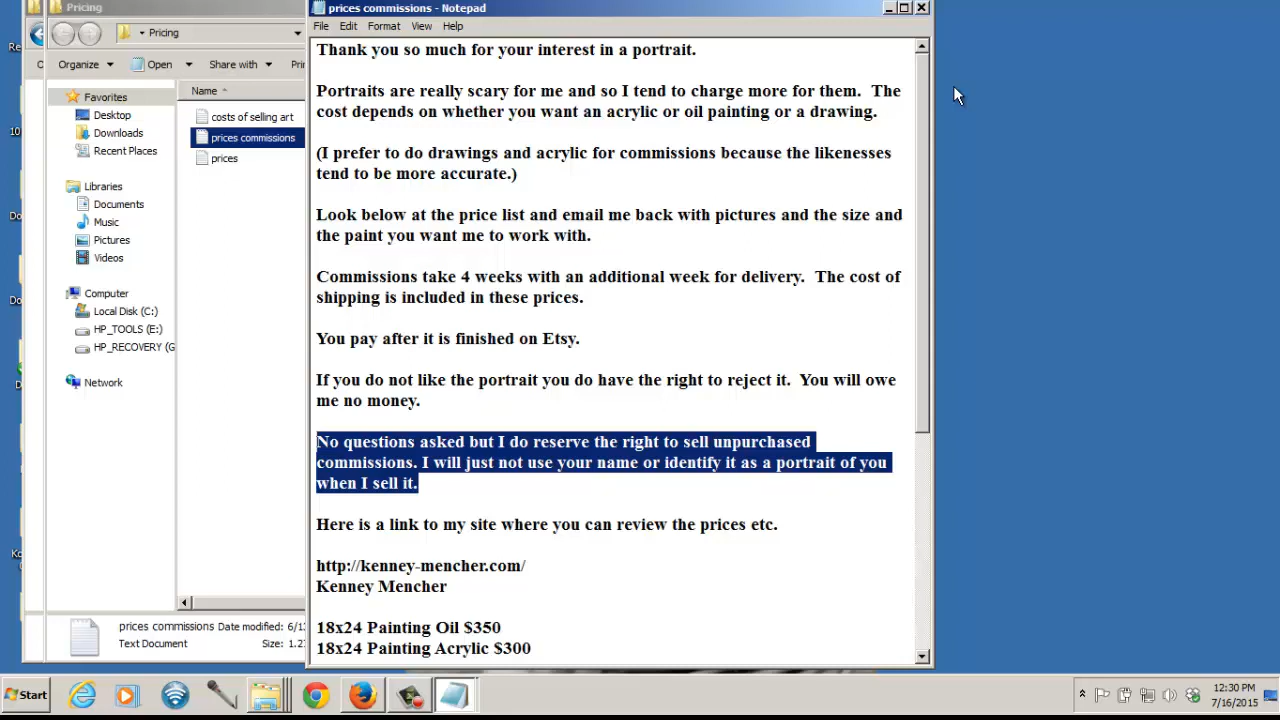 Pricing
prices commissions - Notepad
Pricing
File Edit Format View Help
Organize Open Share with
Name
Favorites
Desktop
Downloads
Recent Places
Libraries
Documents
Music
Pictures
Videos
Computer
Local Disk (C:)
HP_TOOLS (E:)
HP_RECOVERY (G
Network
costs of selling art
prices commissions
prices
Thank you so much for your interest in a portrait.
Portraits are really scary for me and so I tend to charge more for them. The
cost depends on whether you want an acrylic or oil painting or a drawing.
(I prefer to do drawings and acrylic for commissions because the likenesses
tend to be more accurate.)
Look below at the price list and email me back with pictures and the size and
the paint you want me to work with.
Commissions take 4 weeks with an additional week for delivery. The cost of
shipping is included in these prices.
You pay after it is finished on Etsy.
If you do not like the portrait you do have the right to reject it. You will owe
me no money.
No questions asked but I do reserve the right to sell unpurchased
commissions. I will just not use your name or identify it as a portrait of you
when I sell it.
Here is a link to my site where you can review the prices etc.
http://kenney-mencher.com/
Kenney Mencher
18x24 Painting Oil $350
18x24 Painting Acrylic $300
prices commissions Date modified: 6/1
Text Document Size: 1.2
Start
12:30 PM
7/16/2015